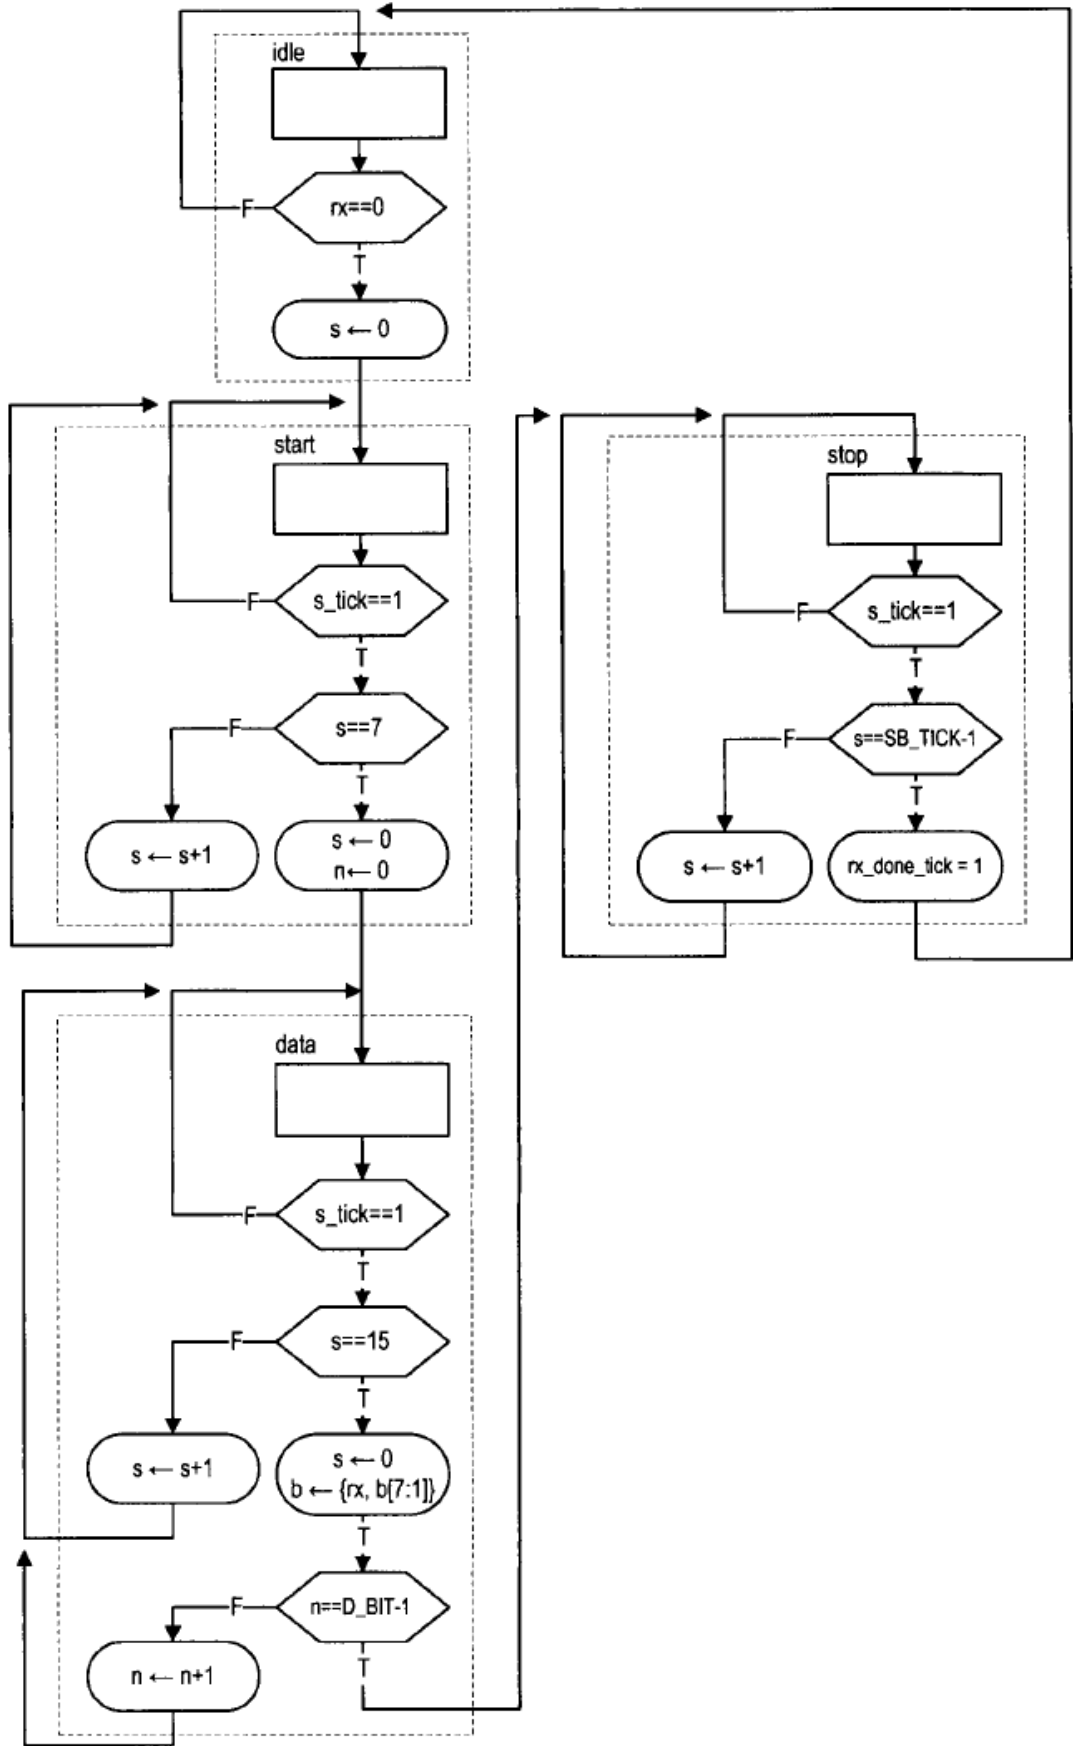 idle
rx==0
F
T
s ← 0
start
s_tick==1
F
T
s==7
F
T
s ← s+1
s ← 0
n← 0
data
s_tick==1
F
T
s==15
F
T
s ← s+1
s ← 0
b ← {rx, b[7:1]}
T
n==D_BIT-1
F
T
n ← n+1
stop
s_tick==1
F
T
s==SB_TICK-1
F
T
s ← s+1
rx_done_tick = 1